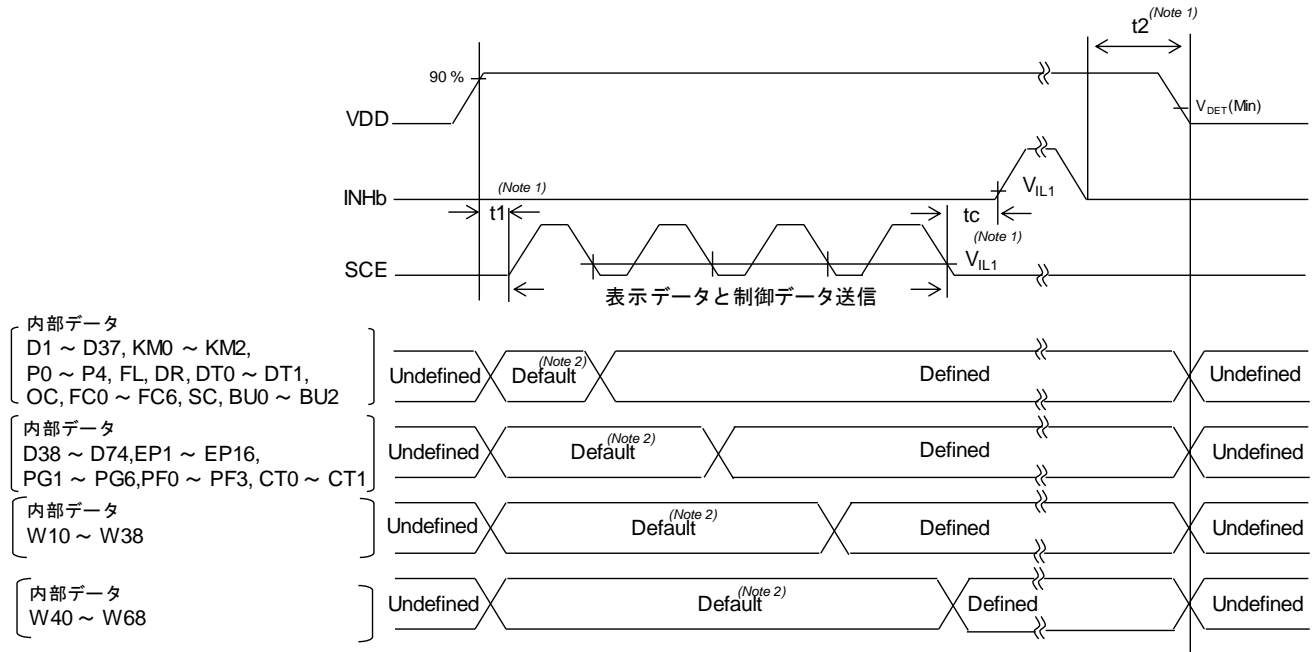 t2(Note 1)
90 %
VDD
VDET(Min)
(Note 1)
INHb
t1
VIL1
tc
(Note 1)
SCE
VIL1
表示データと制御データ送信
内部データ
D1 ~ D37, KM0 ~ KM2,
P0 ~ P4, FL, DR, DT0 ~ DT1,
OC, FC0 ~ FC6, SC, BU0 ~ BU2
Undefined Default(Note 2) Defined Undefined
内部データ
D38 ~ D74,EP1 ~ EP16,
PG1 ~ PG6,PF0 ~ PF3, CT0 ~ CT1
Undefined Default(Note 2) Defined Undefined
内部データ
W10 ~ W38
Undefined Default(Note 2) Defined Undefined
内部データ
W40 ~ W68
Undefined Default(Note 2) Defined Undefined